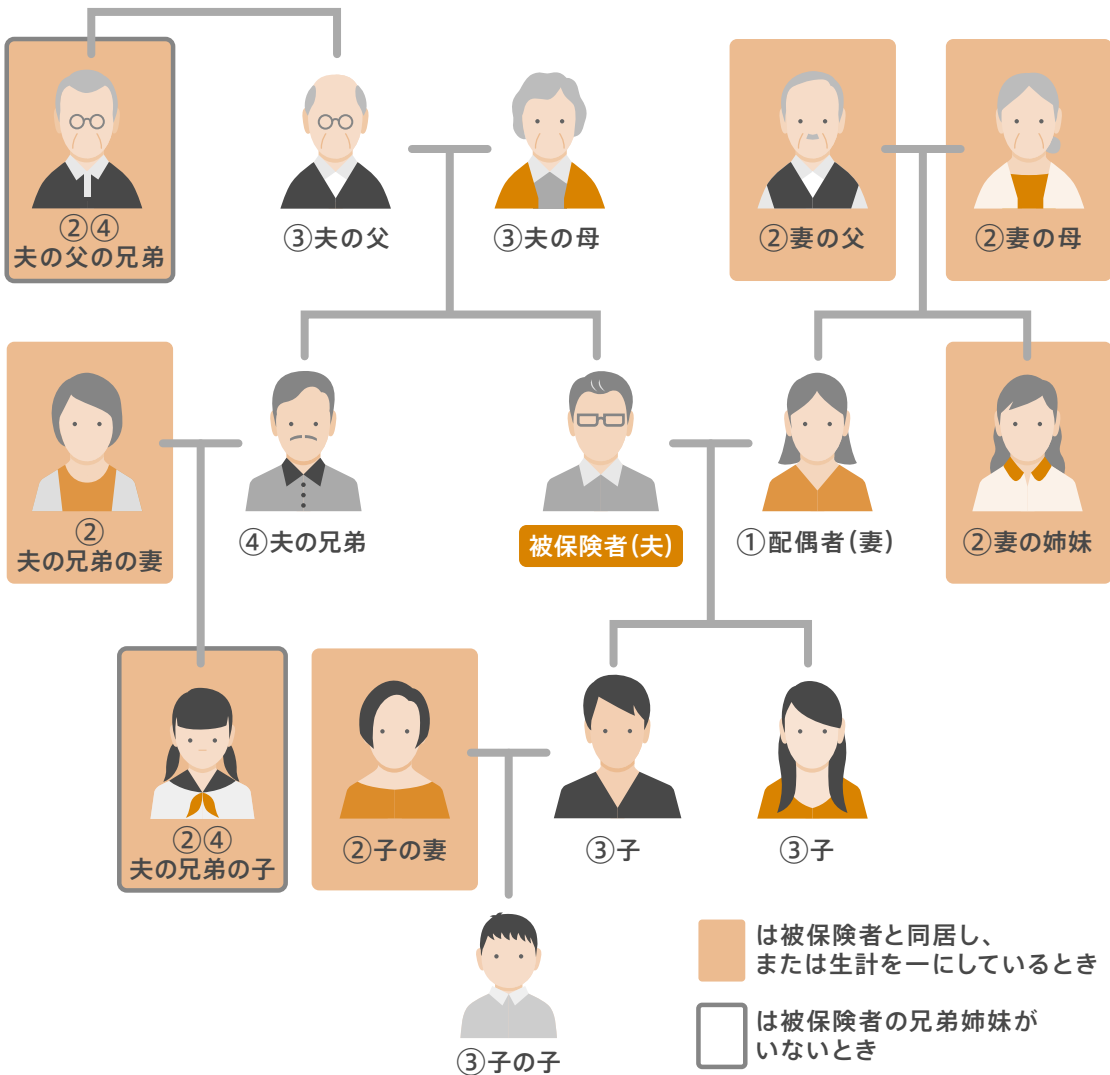 ②④
夫の父の兄弟
③夫の父
③夫の母
②妻の父
②妻の母
②
夫の兄弟の妻
④夫の兄弟
被保険者(夫)
①配偶者(妻)
②妻の姉妹
②④
夫の兄弟の子
②子の妻
③子
③子
③子の子
は被保険者と同居し、
または生計を一にしているとき
は被保険者の兄弟姉妹が
いないとき